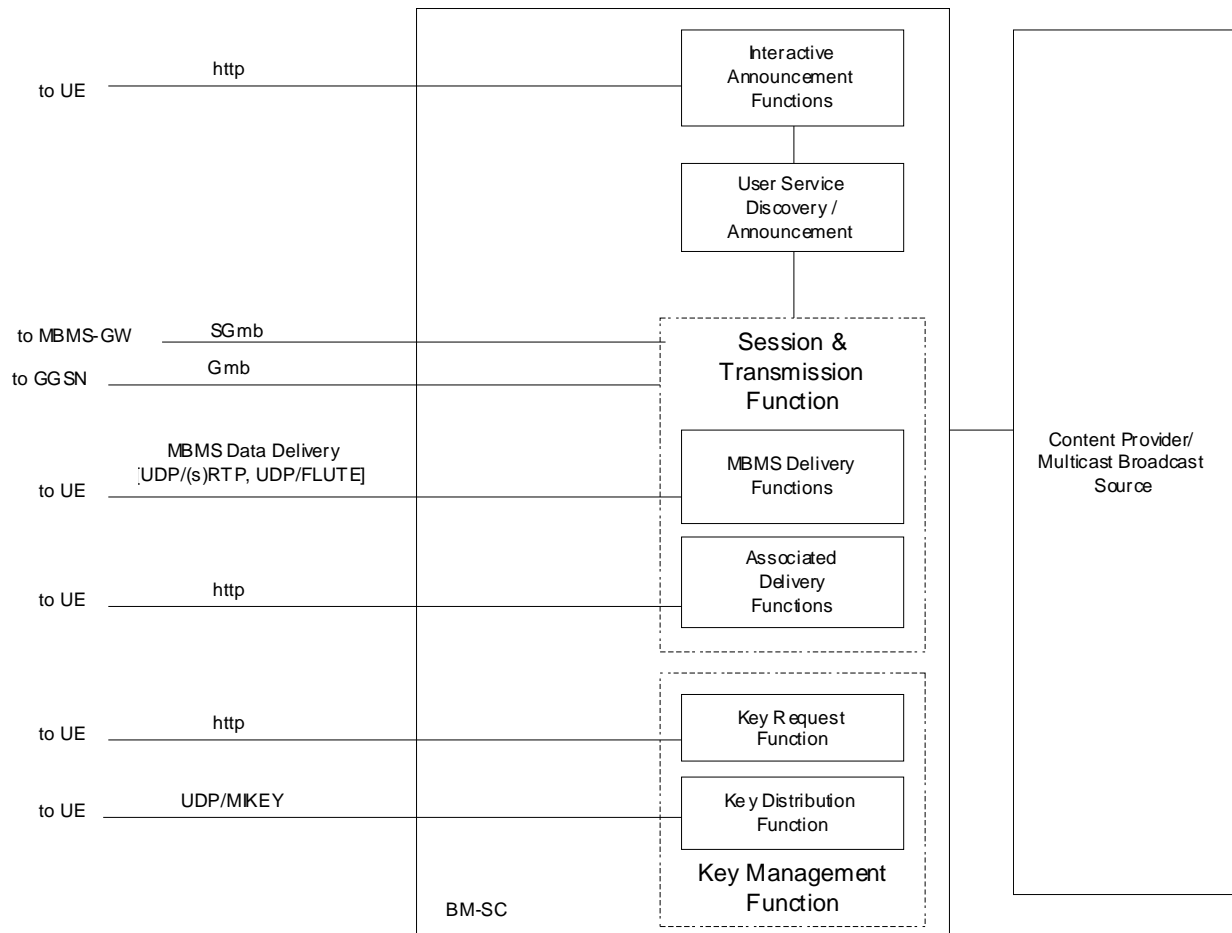 Interactive
Announcement
Functions
http
to UE
User Service
Discovery /
Announcement
to MBMS-GW
SGmb
Session &
Transmission
Function
to GGSN
Gmb
MBMS Data Delivery
[UDP/(s)RTP, UDP/FLUTE]
to UE
MBMS Delivery
Functions
Content Provider/
Multicast Broadcast
Source
Associated
Delivery
Functions
http
to UE
Key Request
Function
http
to UE
Key Distribution
Function
UDP/MIKEY
to UE
Key Management
Function
BM-SC